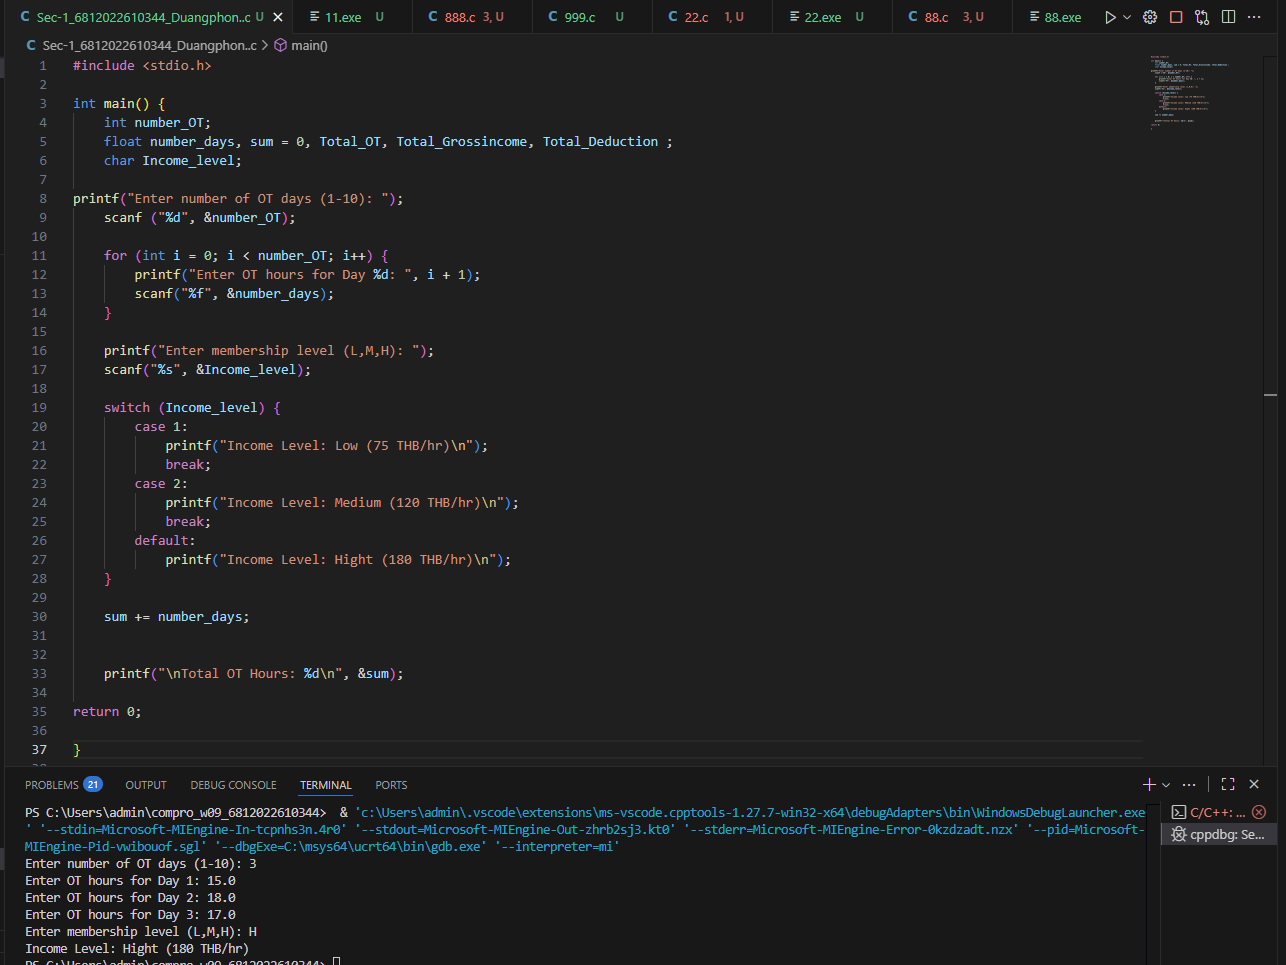 C Sec-1_6812022610344_Duangphon..c U × 11.exe U C 888.c 3, U C 999.c U C 22.c 1, U 22.exe U C 88.c 3, U 88.exe
C Sec-1_6812022610344_Duangphon..c > main()
1 #include <stdio.h>
2
3 int main() {
4 int number_OT;
5 float number_days, sum = 0, Total_OT, Total_Grossincome, Total_Deduction ;
6 char Income_level;
7
8 printf("Enter number of OT days (1-10): ");
9 scanf ("%d", &number_OT);
10
11 for (int i = 0; i < number_OT; i++) {
12 printf("Enter OT hours for Day %d: ", i + 1);
13 scanf("%f", &number_days);
14 }
15
16 printf("Enter membership level (L,M,H): ");
17 scanf("%s", &Income_level);
18
19 switch (Income_level) {
20 case 1:
21 printf("Income Level: Low (75 THB/hr)\n");
22 break;
23 case 2:
24 printf("Income Level: Medium (120 THB/hr)\n");
25 break;
26 default:
27 printf("Income Level: Hight (180 THB/hr)\n");
28 }
29
30 sum += number_days;
31
32
33 printf("\nTotal OT Hours: %d\n", &sum);
34
35 return 0;
36
37 }
PROBLEMS 21 OUTPUT DEBUG CONSOLE TERMINAL PORTS
PS C:\Users\admin\compro_w09_6812022610344> & 'c:\Users\admin\.vscode\extensions\ms-vscode.cpptools-1.27.7-win32-x64\debugAdapters\bin\WindowsDebugLauncher.exe
' '--stdin=Microsoft-MIEngine-In-tcpnhs3n.4r0' '--stdout=Microsoft-MIEngine-Out-zhrb2sj3.kt0' '--stderr=Microsoft-MIEngine-Error-0kzdzadt.nzx' '--pid=Microsoft-
MIEngine-Pid-vwibouof.sgl' '--dbgExe=C:\msys64\ucrt64\bin\gdb.exe' '--interpreter=mi'
Enter number of OT days (1-10): 3
Enter OT hours for Day 1: 15.0
Enter OT hours for Day 2: 18.0
Enter OT hours for Day 3: 17.0
Enter membership level (L,M,H): H
Income Level: Hight (180 THB/hr)
PS C:\Users\admin\compro_w09_6812022610344>
C/C++: ...
cppdbg: Se...